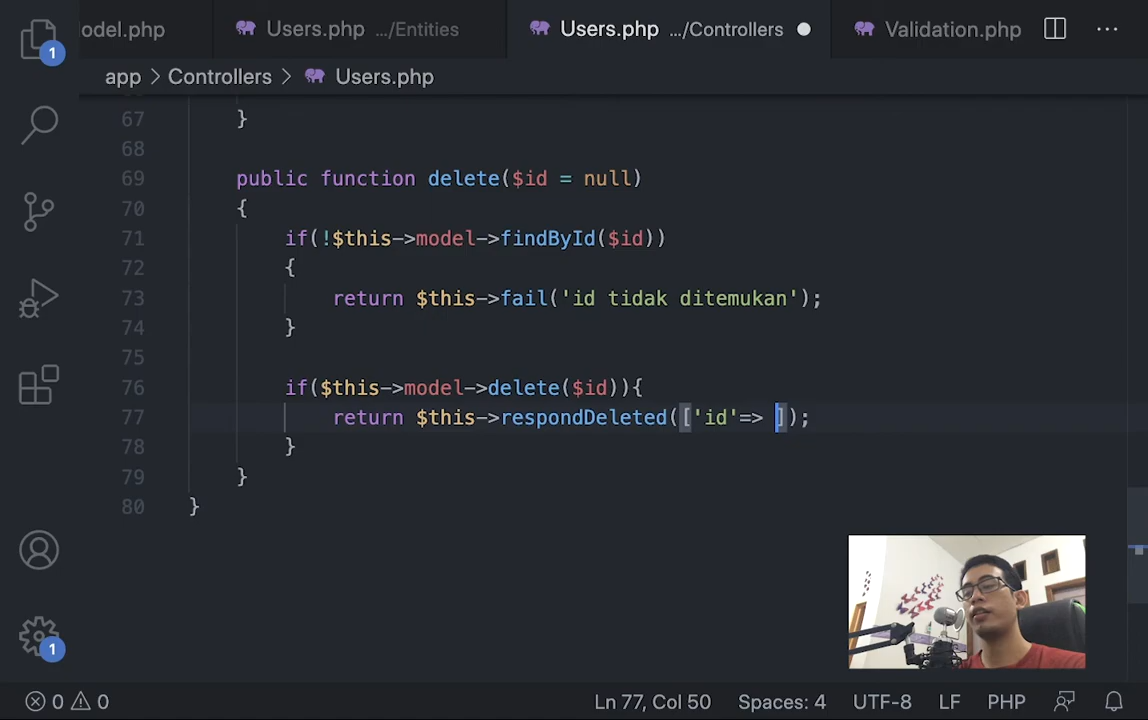 1
odel.php
Users.php .../Entities
Users.php .../Controllers
Validation.php
...
app > Controllers > Users.php
67 }
68
69 public function delete($id = null)
70 {
71 if(!$this->model->findById($id))
72 {
73 return $this->fail('id tidak ditemukan');
74 }
75
76 if($this->model->delete($id)){
77 return $this->respondDeleted(['id'=> ]);
78 }
79 }
80 }
1
0 0 Ln 77, Col 50 Spaces: 4 UTF-8 LF PHP